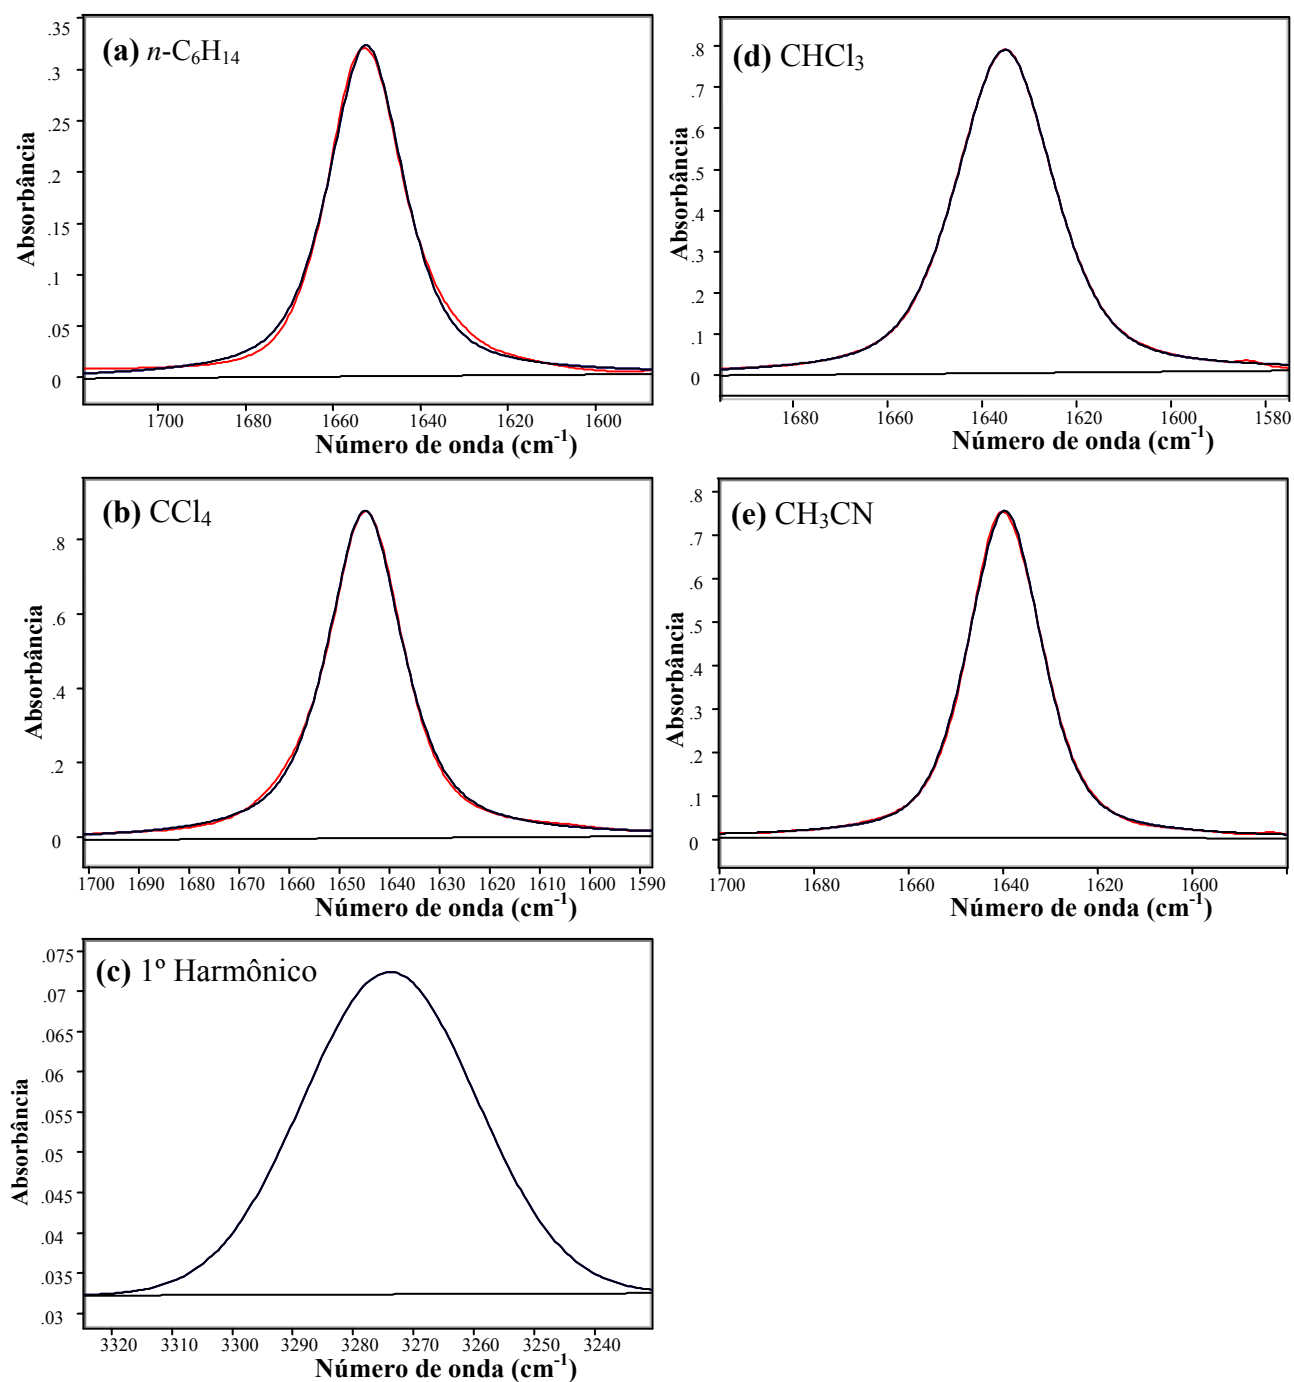 (a) n-C6H14
Absorbância
.35
.3
.25
.2
.15
.1
.05
0
1700 1680 1660 1640 1620 1600
Número de onda (cm-1)
(d) CHCl3
Absorbância
.8
.7
.6
.5
.4
.3
.2
.1
0
1680 1660 1640 1620 1600 1580
Número de onda (cm-1)
(b) CCl4
Absorbância
.8
.6
.4
.2
0
1700 1690 1680 1670 1660 1650 1640 1630 1620 1610 1600 1590
Número de onda (cm-1)
(e) CH3CN
Absorbância
.8
.7
.6
.5
.4
.3
.2
.1
0
1700 1680 1660 1640 1620 1600
Número de onda (cm-1)
(c) 1º Harmônico
Absorbância
.075
.07
.065
.06
.055
.05
.045
.04
.035
.03
3320 3310 3300 3290 3280 3270 3260 3250 3240
Número de onda (cm-1)